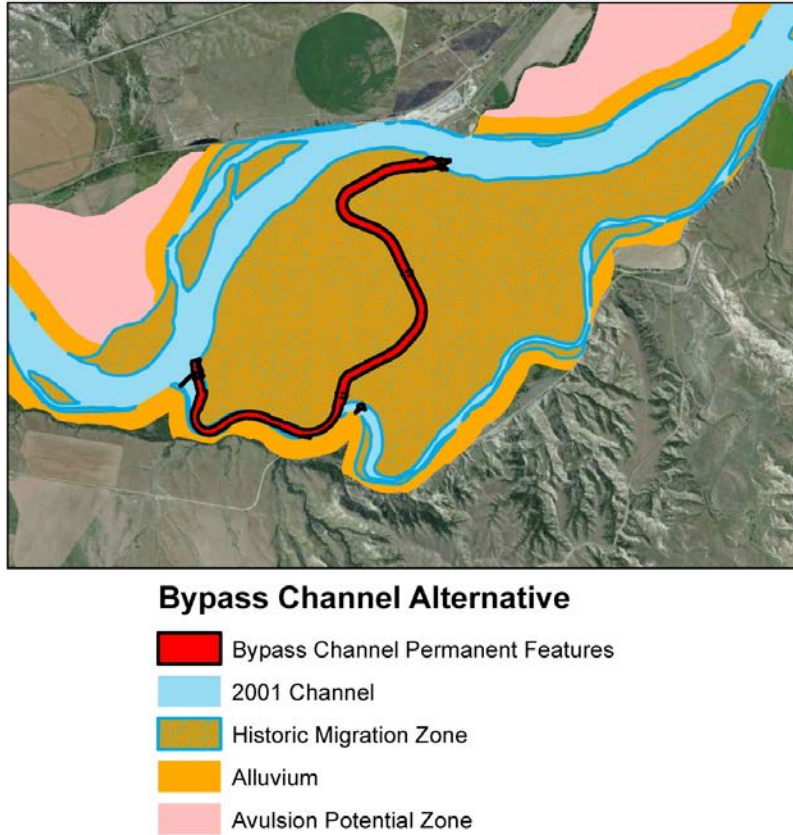 Bypass Channel Alternative
Bypass Channel Permanent Features
2001 Channel
Historic Migration Zone
Alluvium
Avulsion Potential Zone